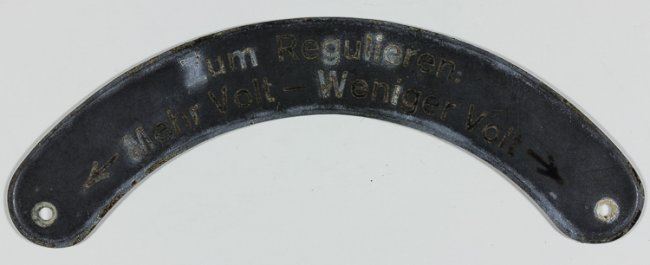 Zum Regulieren:
Mehr Volt, – Weniger Volt